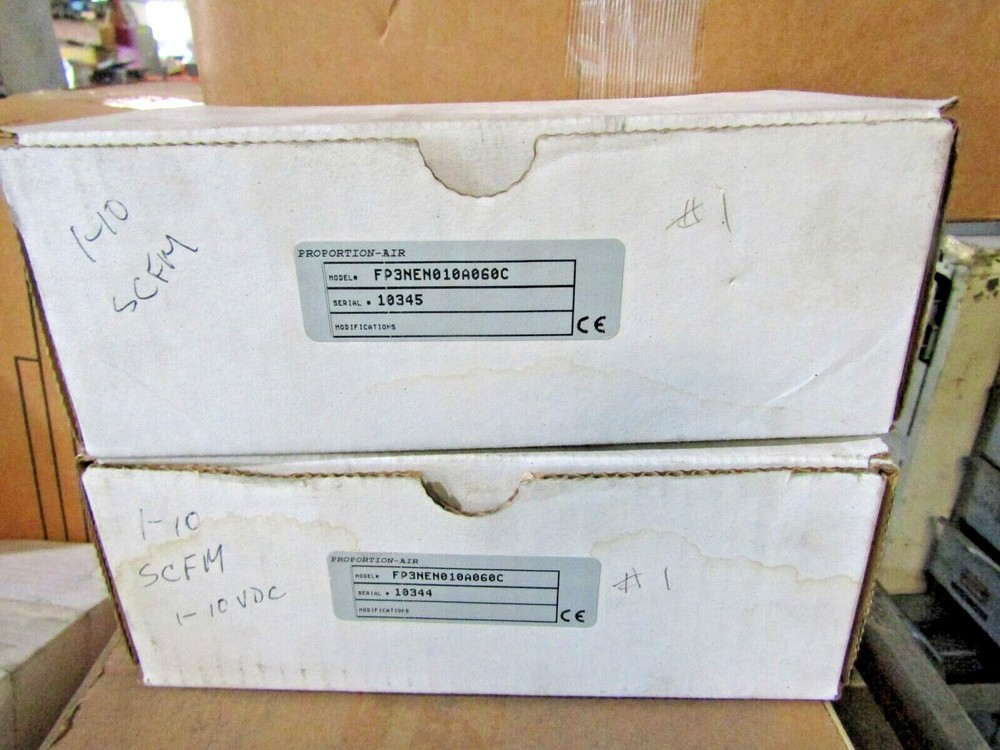 1-10
SCFM
# 1
PROPORTION-AIR
MODEL# FP3NEN010A060C
SERIAL # 10345
MODIFICATIONS
CE
1-10
SCFM
1-10 VDC
# 1
PROPORTION-AIR
MODEL# FP3NEN010A060C
SERIAL # 10344
MODIFICATIONS
CE